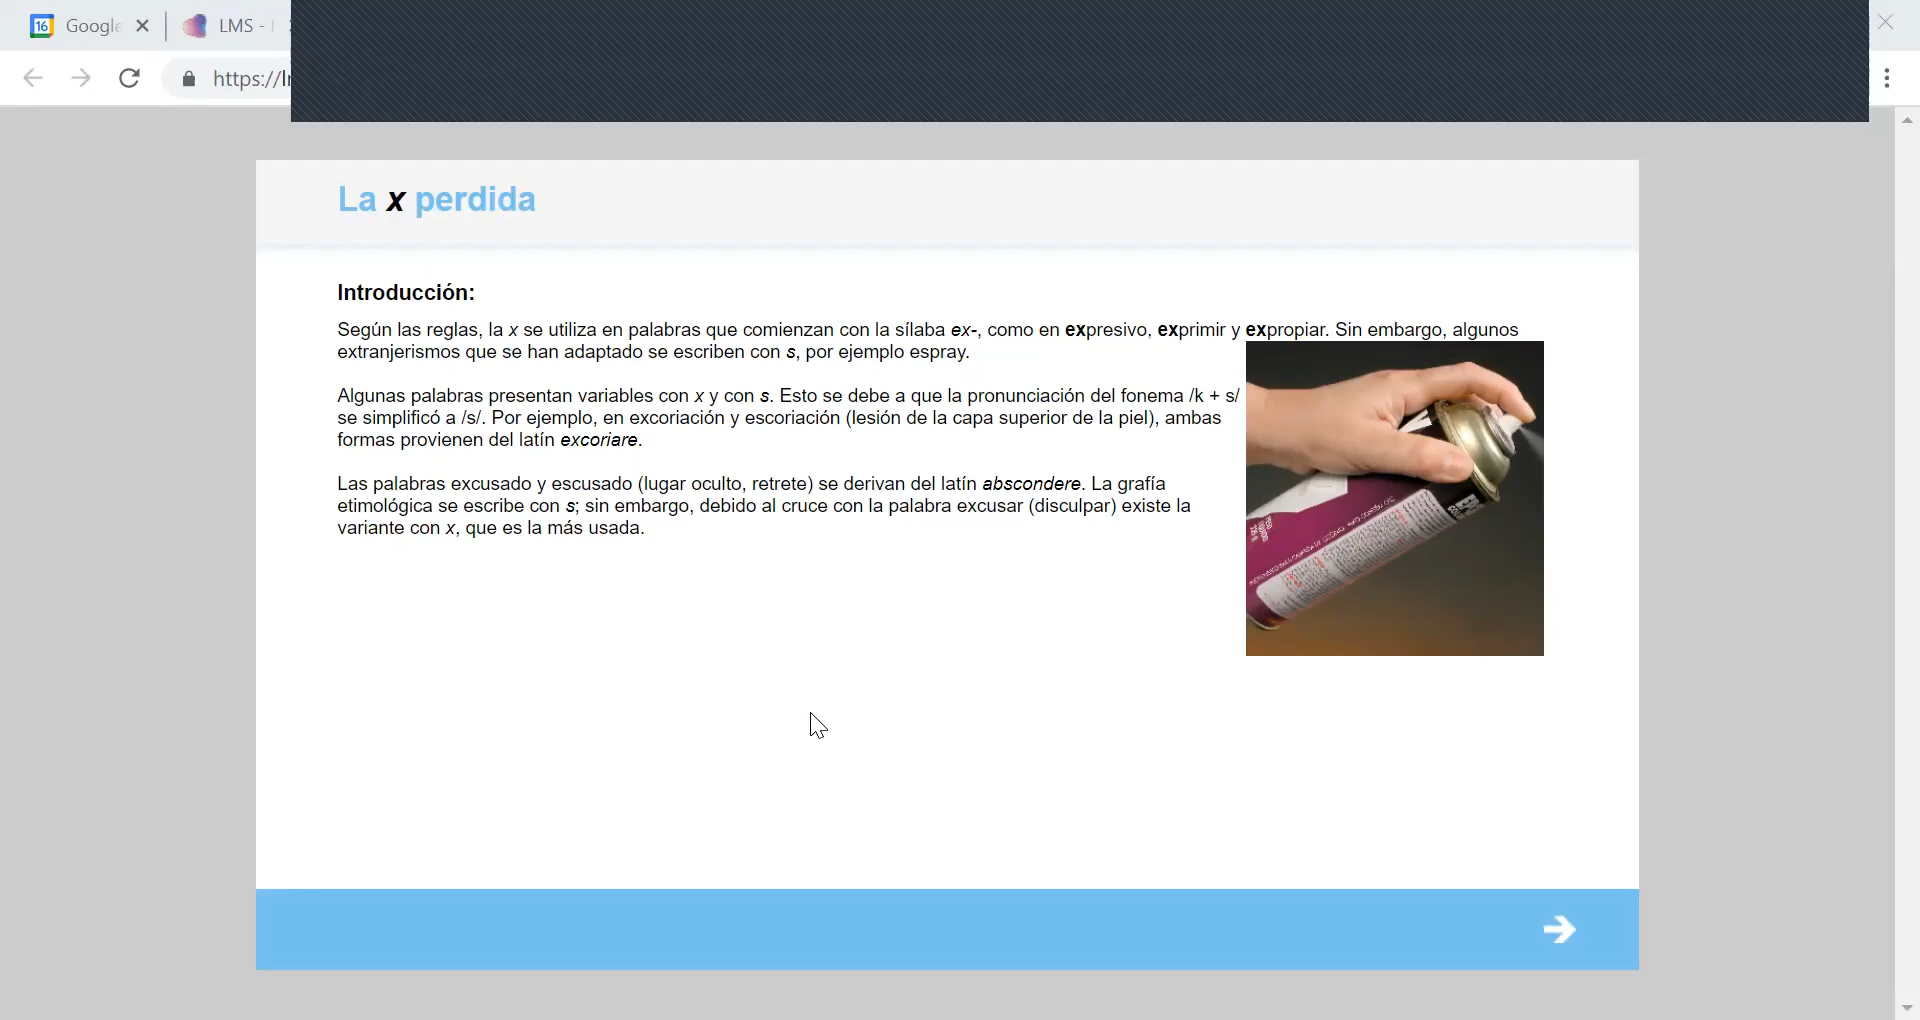 16 Google
LMS -
https://
La x perdida
Introducción:
Según las reglas, la x se utiliza en palabras que comienzan con la sílaba ex-, como en expresivo, exprimir y expropiar. Sin embargo, algunos
extranjerismos que se han adaptado se escriben con s, por ejemplo espray.
Algunas palabras presentan variables con x y con s. Esto se debe a que la pronunciación del fonema /k + s/
se simplificó a /s/. Por ejemplo, en excoriación y escoriación (lesión de la capa superior de la piel), ambas
formas provienen del latín excoriare.
Las palabras excusado y escusado (lugar oculto, retrete) se derivan del latín abscondere. La grafía
etimológica se escribe con s; sin embargo, debido al cruce con la palabra excusar (disculpar) existe la
variante con x, que es la más usada.